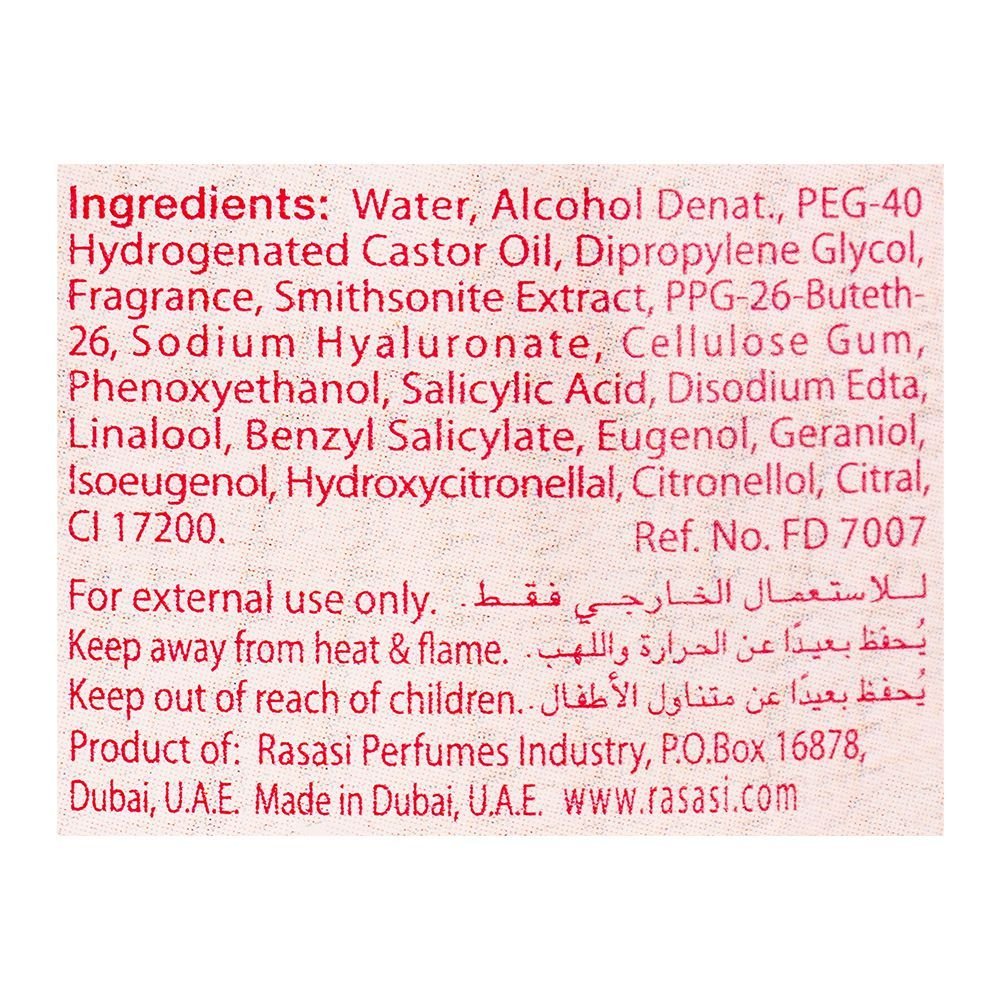 Ingredients: Water, Alcohol Denat., PEG-40
Hydrogenated Castor Oil, Dipropylene Glycol,
Fragrance, Smithsonite Extract, PPG-26-Buteth-
26, Sodium Hyaluronate, Cellulose Gum,
Phenoxyethanol, Salicylic Acid, Disodium Edta,
Linalool, Benzyl Salicylate, Eugenol, Geraniol,
Isoeugenol, Hydroxycitronellal, Citronellol, Citral,
CI 17200. Ref. No. FD 7007
For external use only. للاستعمال الخارجي فقط.
Keep away from heat & flame. يُحفظ بعيدًا عن الحرارة واللهب.
Keep out of reach of children. يُحفظ بعيدًا عن متناول الأطفال.
Product of: Rasasi Perfumes Industry, P.O.Box 16878,
Dubai, U.A.E. Made in Dubai, U.A.E. www.rasasi.com